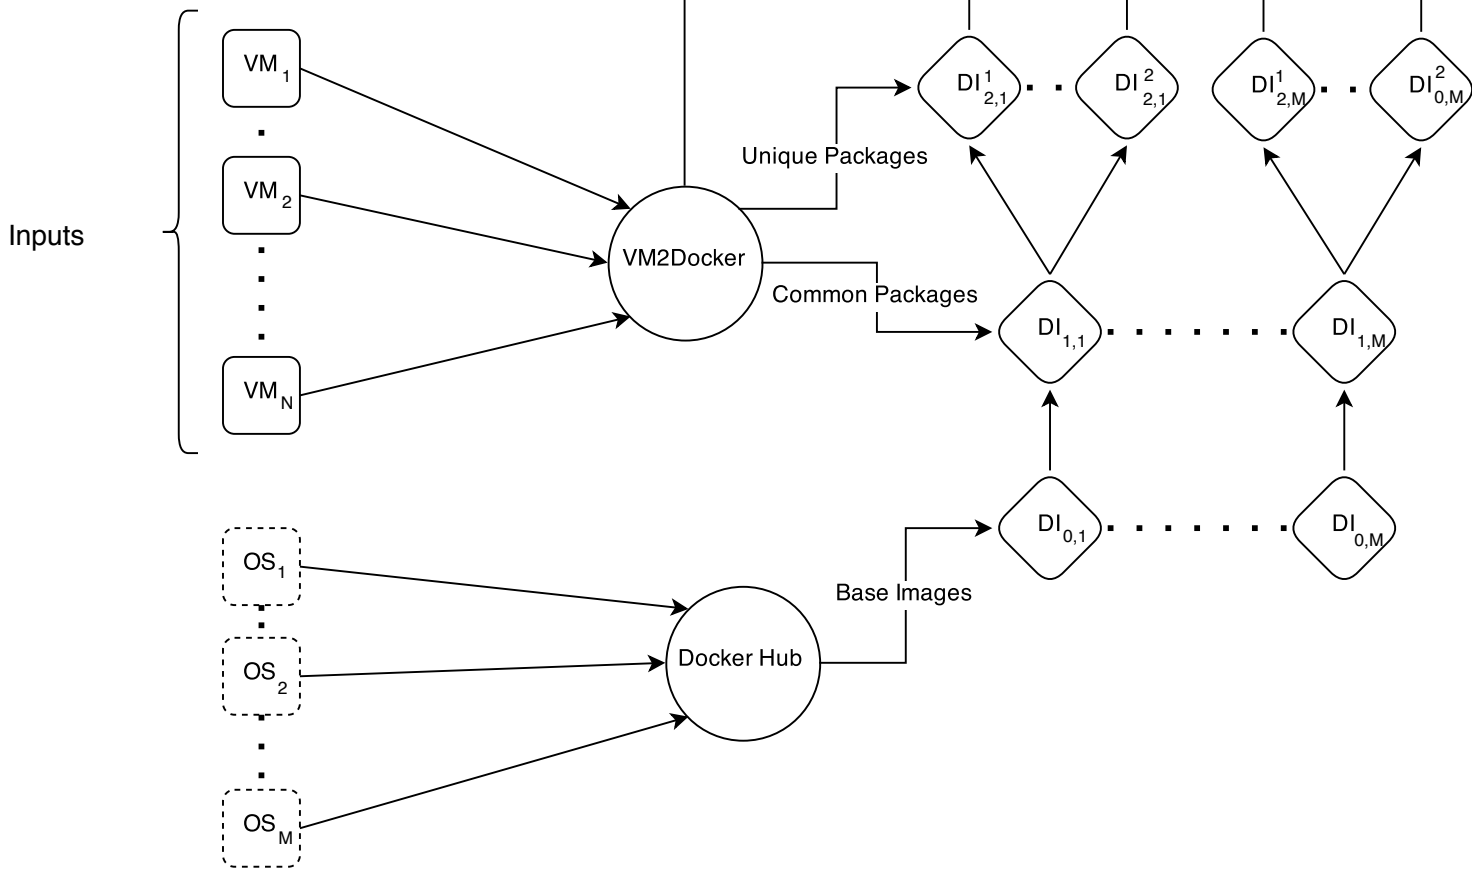 VM1
DI12,1
DI22,1
DI12,M
DI20,M
Unique Packages
VM2
Inputs
VM2Docker
Common Packages
DI1,1
DI1,M
VMN
DI0,1
DI0,M
OS1
Base Images
OS2
Docker Hub
OSM